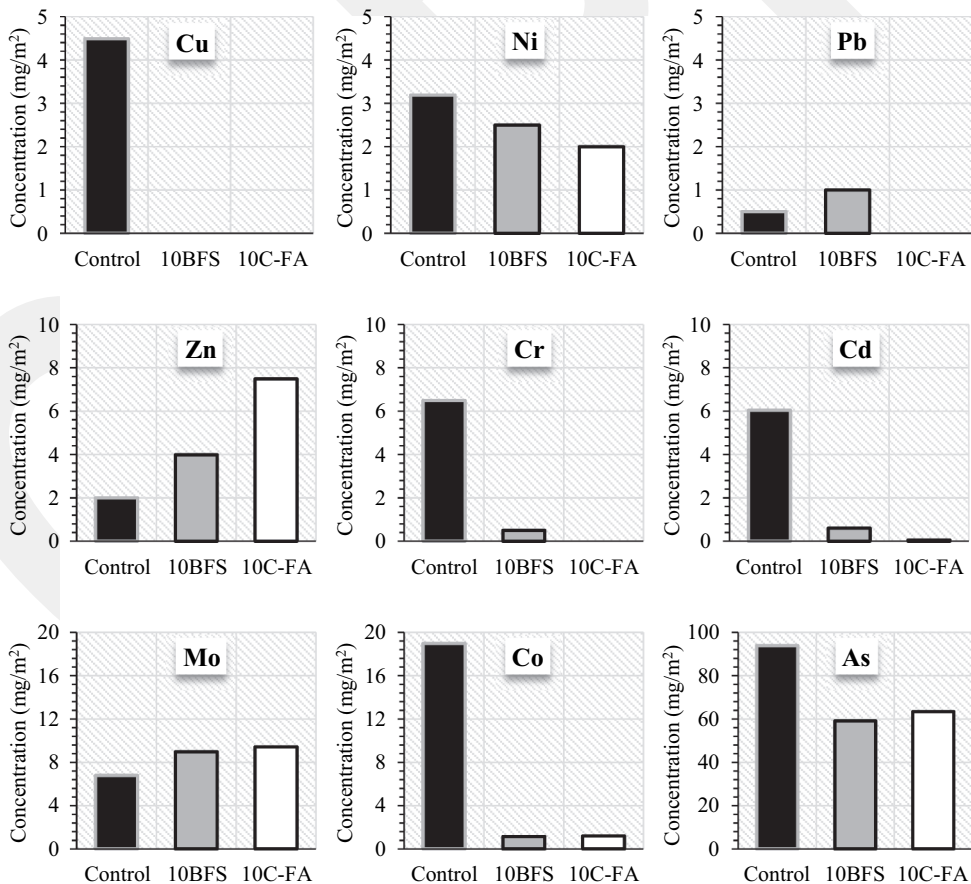 Concentration (mg/m²)
5
4
3
2
1
0
Cu
Control 10BFS 10C-FA
Concentration (mg/m²)
5
4
3
2
1
0
Ni
Control 10BFS 10C-FA
Concentration (mg/m²)
5
4
3
2
1
0
Pb
Control 10BFS 10C-FA
Concentration (mg/m²)
10
8
6
4
2
0
Zn
Control 10BFS 10C-FA
Concentration (mg/m²)
10
8
6
4
2
0
Cr
Control 10BFS 10C-FA
Concentration (mg/m²)
10
8
6
4
2
0
Cd
Control 10BFS 10C-FA
Concentration (mg/m²)
20
16
12
8
4
0
Mo
Control 10BFS 10C-FA
Concentration (mg/m²)
20
16
12
8
4
0
Co
Control 10BFS 10C-FA
Concentration (mg/m²)
100
80
60
40
20
0
As
Control 10BFS 10C-FA